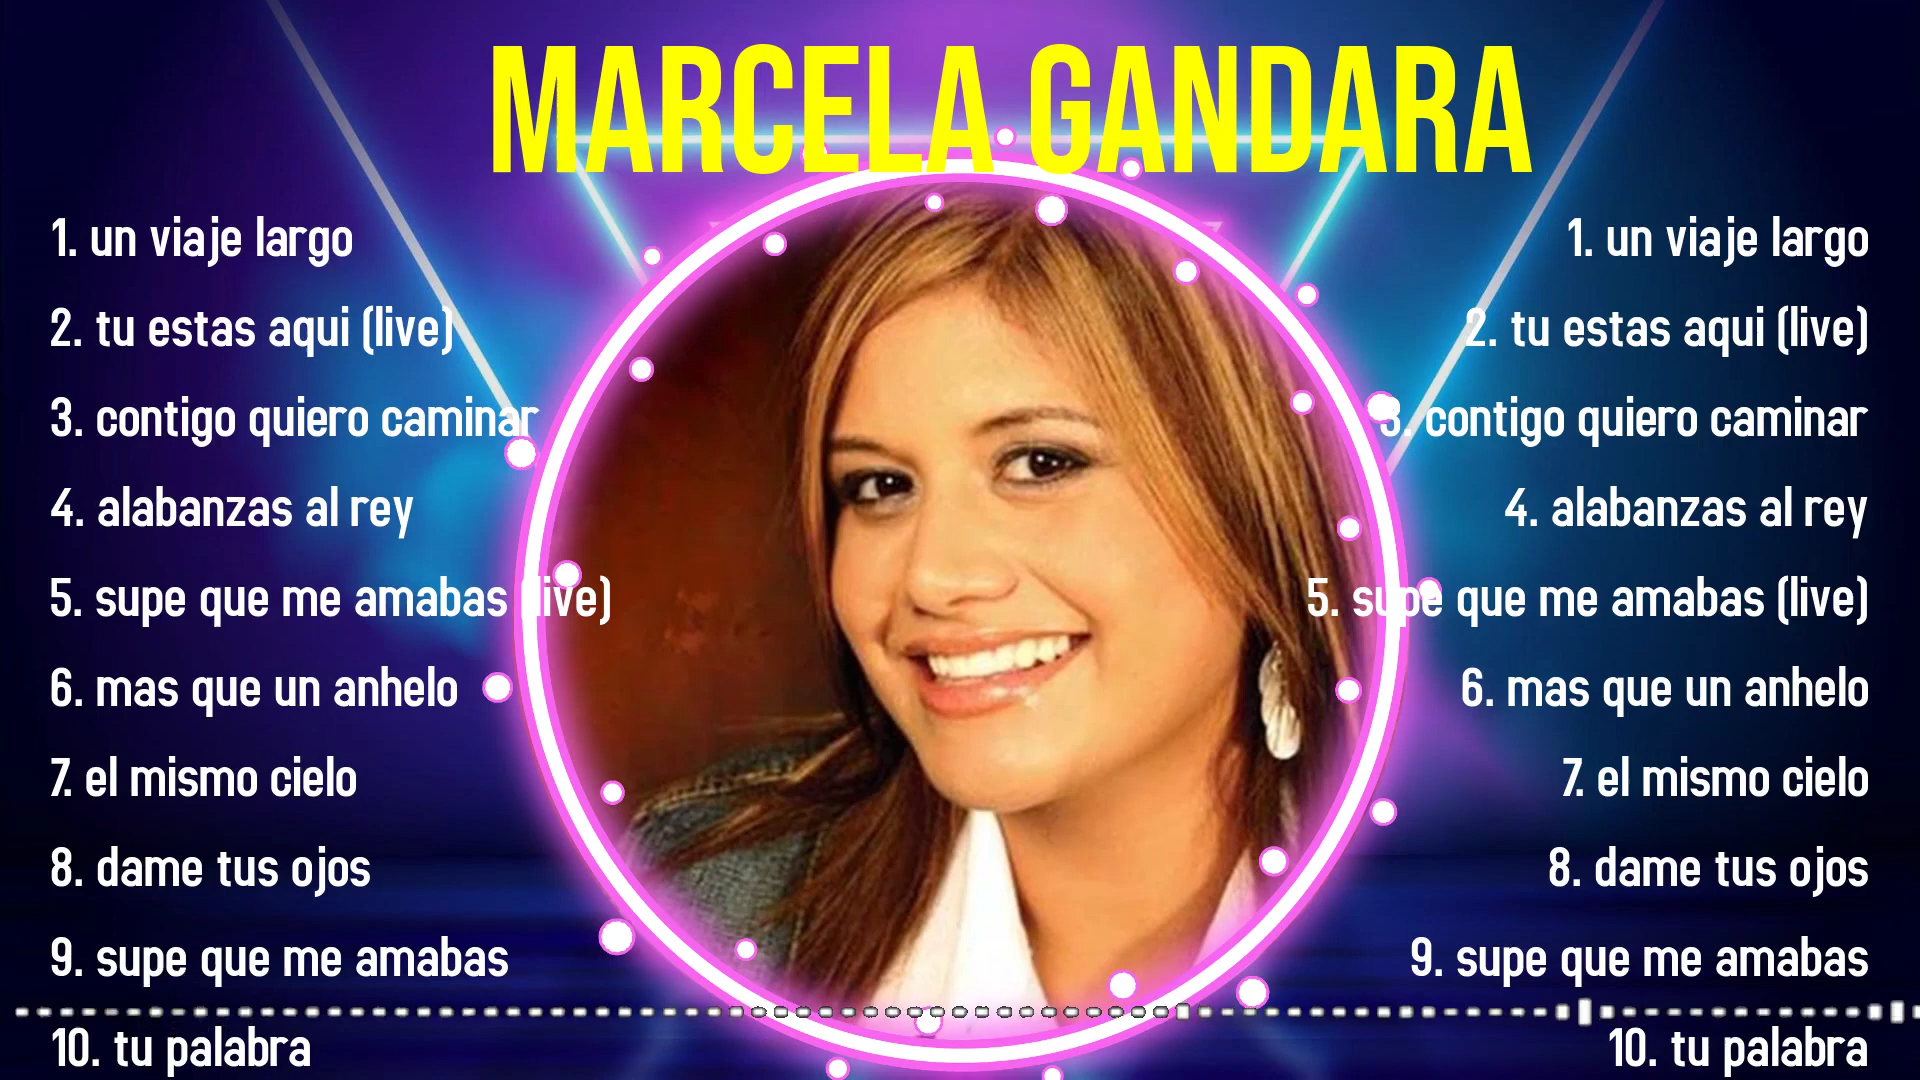 MARCELA GANDARA
1. un viaje largo
2. tu estas aqui (live)
3. contigo quiero caminar
4. alabanzas al rey
5. supe que me amabas (live)
6. mas que un anhelo
7. el mismo cielo
8. dame tus ojos
9. supe que me amabas
10. tu palabra
1. un viaje largo
2. tu estas aqui (live)
3. contigo quiero caminar
4. alabanzas al rey
5. supe que me amabas (live)
6. mas que un anhelo
7. el mismo cielo
8. dame tus ojos
9. supe que me amabas
10. tu palabra